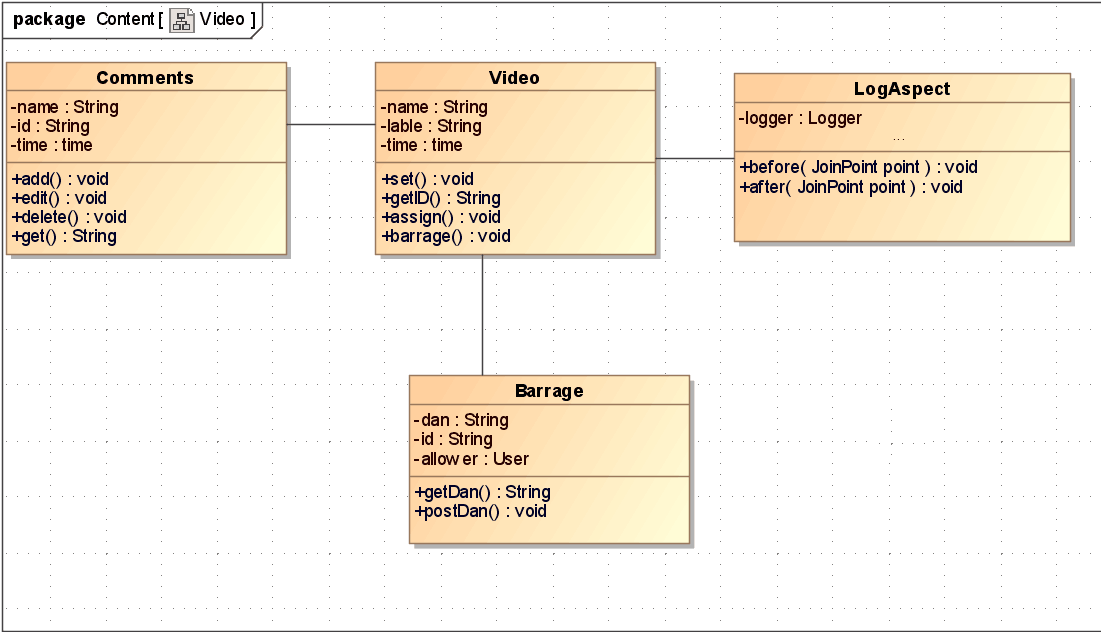 package Content [ Video ]
Comments
-name : String
-id : String
-time : time
+add() : void
+edit() : void
+delete() : void
+get() : String
Video
-name : String
-lable : String
-time : time
+set() : void
+getID() : String
+assign() : void
+barrage() : void
LogAspect
-logger : Logger
...
+before( JoinPoint point ) : void
+after( JoinPoint point ) : void
Barrage
-dan : String
-id : String
-allower : User
+getDan() : String
+postDan() : void